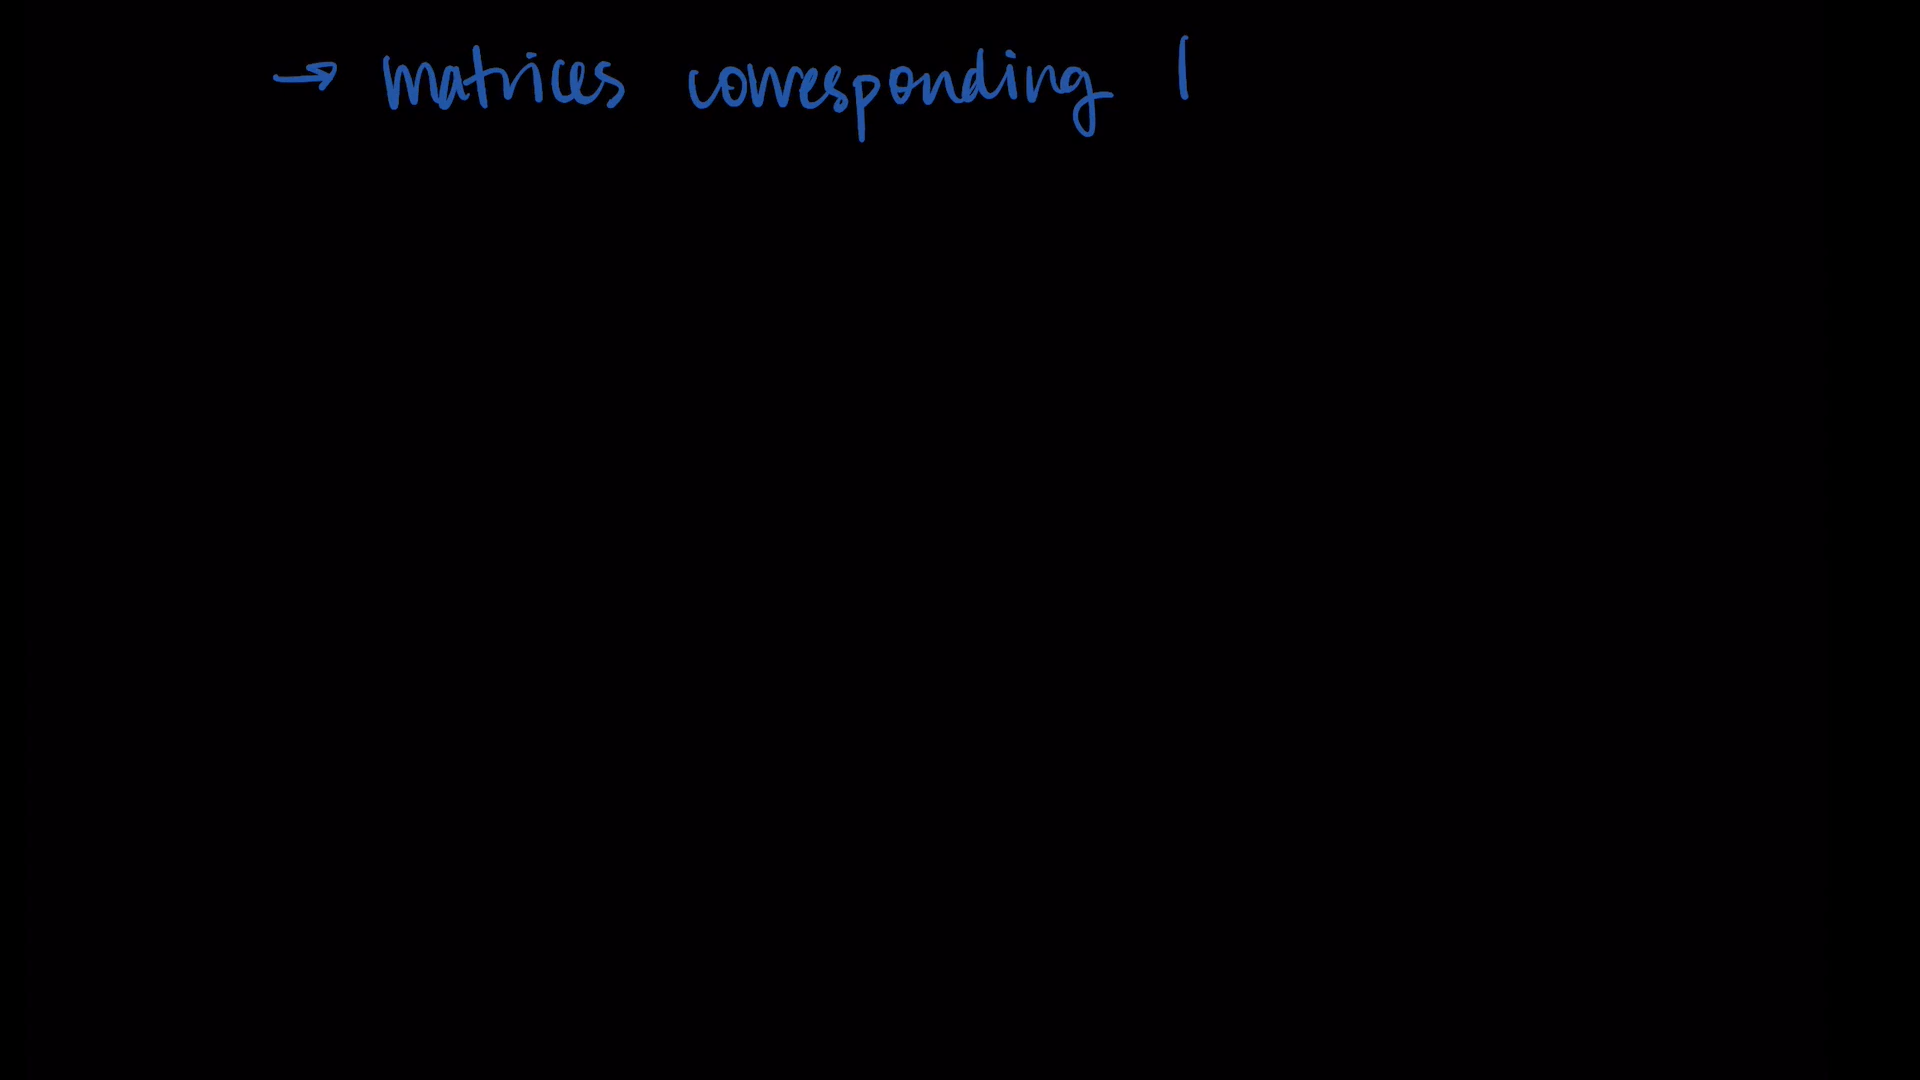 → matrices corresponding